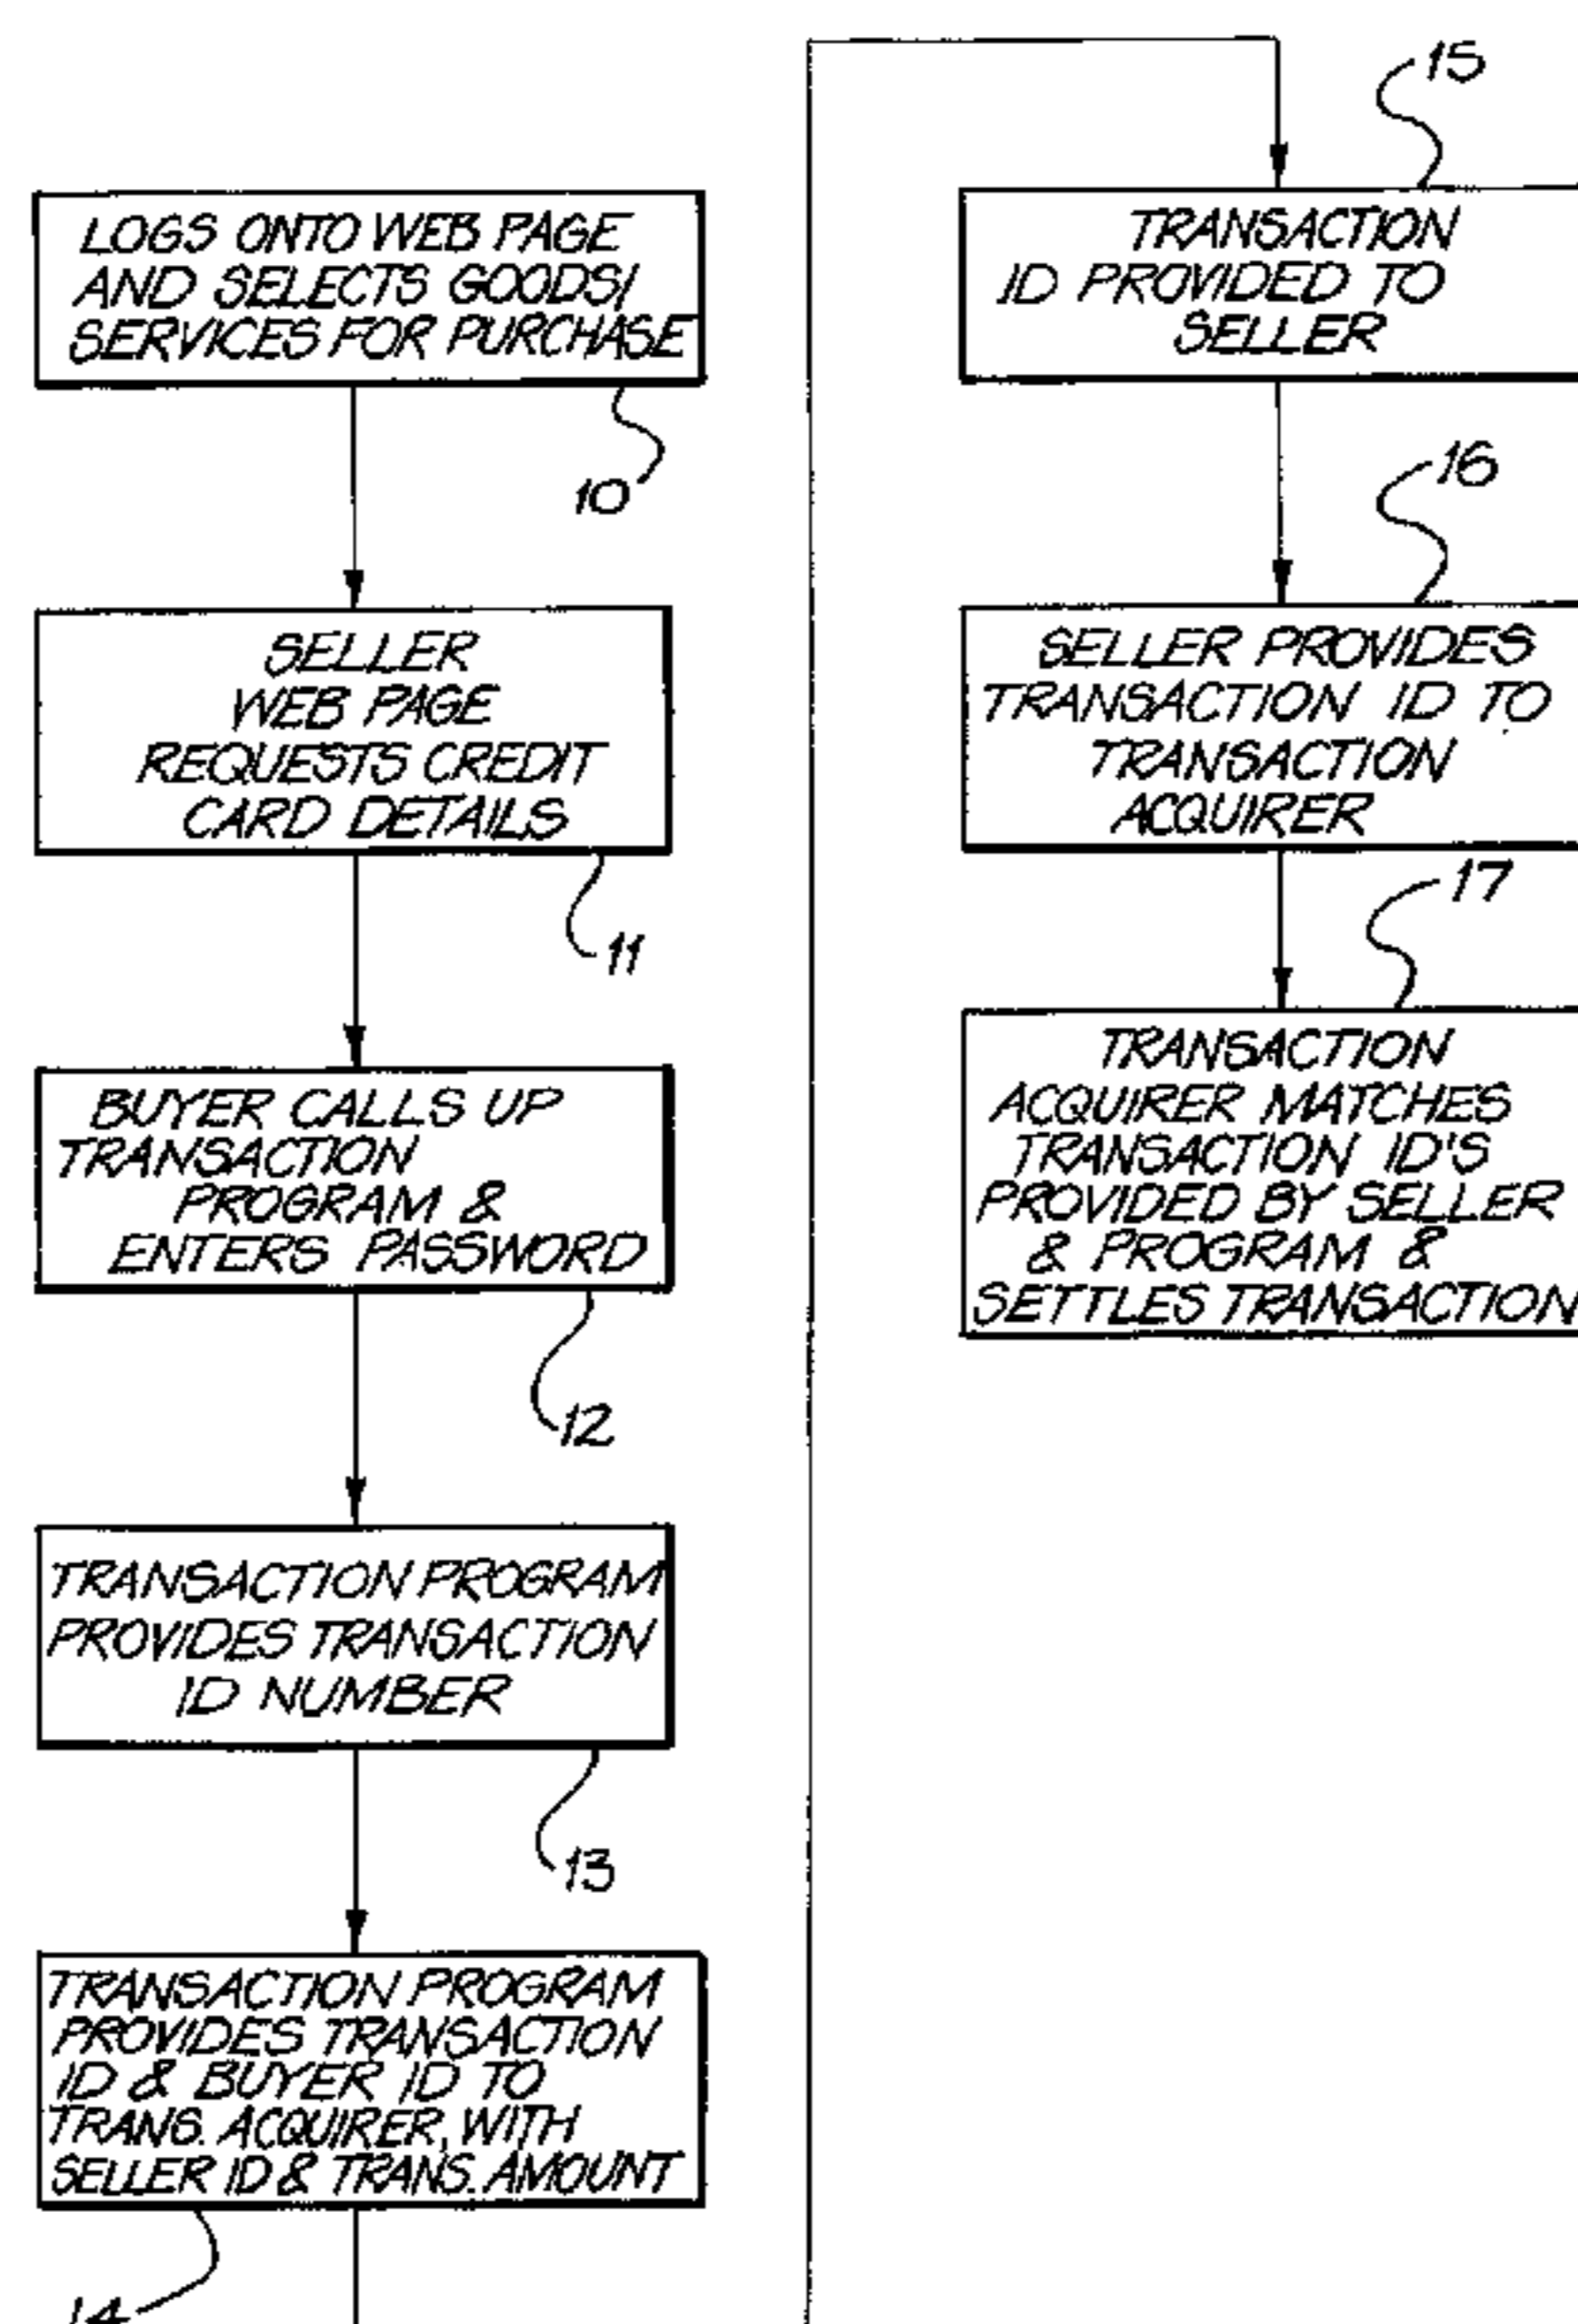 LOGS ONTO WEB PAGE
AND SELECTS GOODS/
SERVICES FOR PURCHASE
10
SELLER
WEB PAGE
REQUESTS CREDIT
CARD DETAILS
11
BUYER CALLS UP
TRANSACTION
PROGRAM &
ENTERS PASSWORD
12
TRANSACTION PROGRAM
PROVIDES TRANSACTION
ID NUMBER
13
TRANSACTION PROGRAM
PROVIDES TRANSACTION
ID & BUYER ID TO
TRANS. ACQUIRER, WITH
SELLER ID & TRANS. AMOUNT
14
15
TRANSACTION
ID PROVIDED TO
SELLER
16
SELLER PROVIDES
TRANSACTION ID TO
TRANSACTION
ACQUIRER
17
TRANSACTION
ACQUIRER MATCHES
TRANSACTION ID'S
PROVIDED BY SELLER
& PROGRAM &
SETTLES TRANSACTION